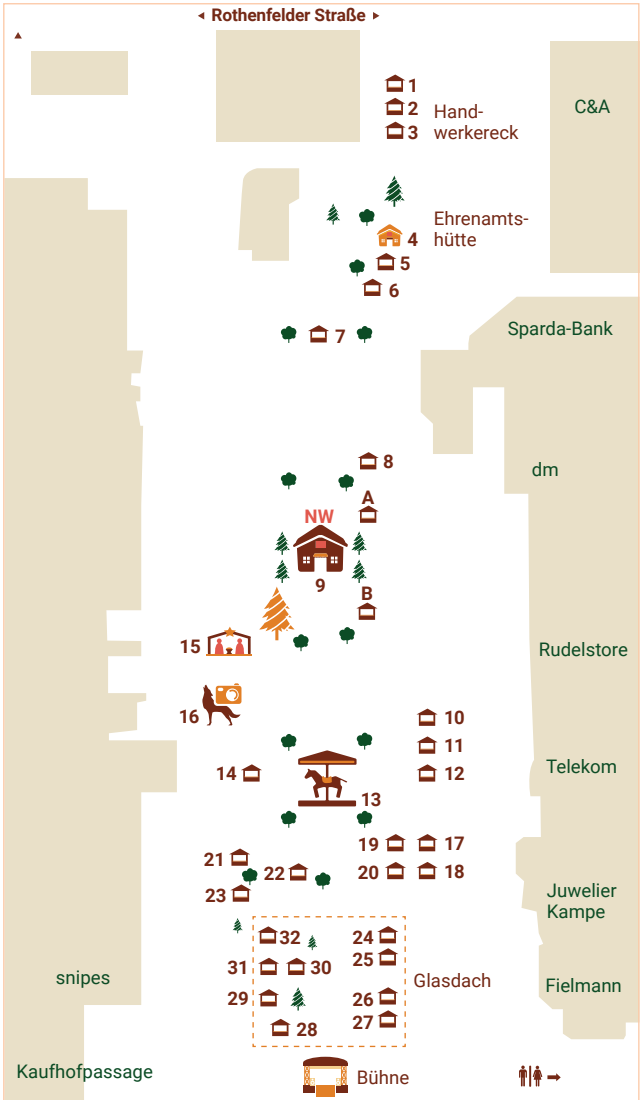 Rothenfelder Straße
1
2
3
Hand-
werkereck
C&A
4
Ehrenamts-
hütte
5
6
7
Sparda-Bank
8
dm
A
NW
9
B
15
Rudelstore
16
10
11
14
12
Telekom
13
19
17
21
22
20
18
23
Juwelier
Kampe
32
24
25
31
30
Glasdach
snipes
29
26
Fielmann
28
27
Kaufhofpassage
Bühne